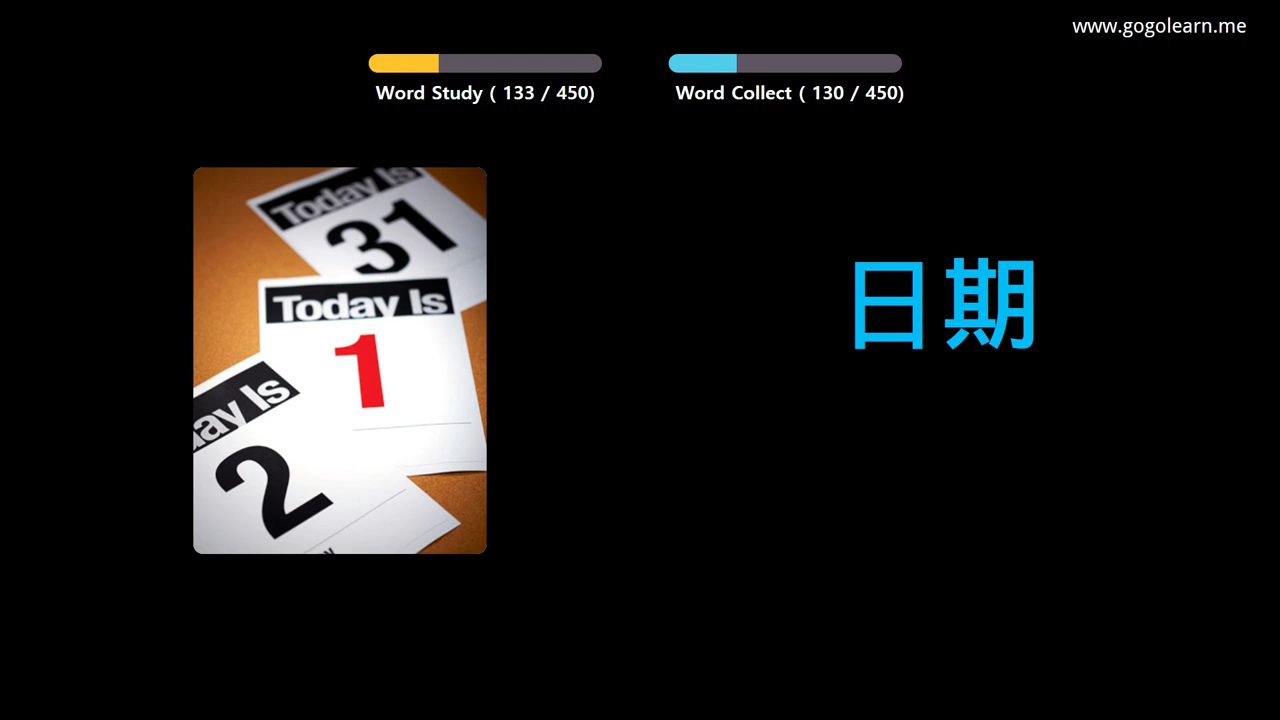 www.gogolearn.me
Word Study ( 133 / 450)
Word Collect ( 130 / 450)
Today Is
31
Today Is
1
day Is
2
日期